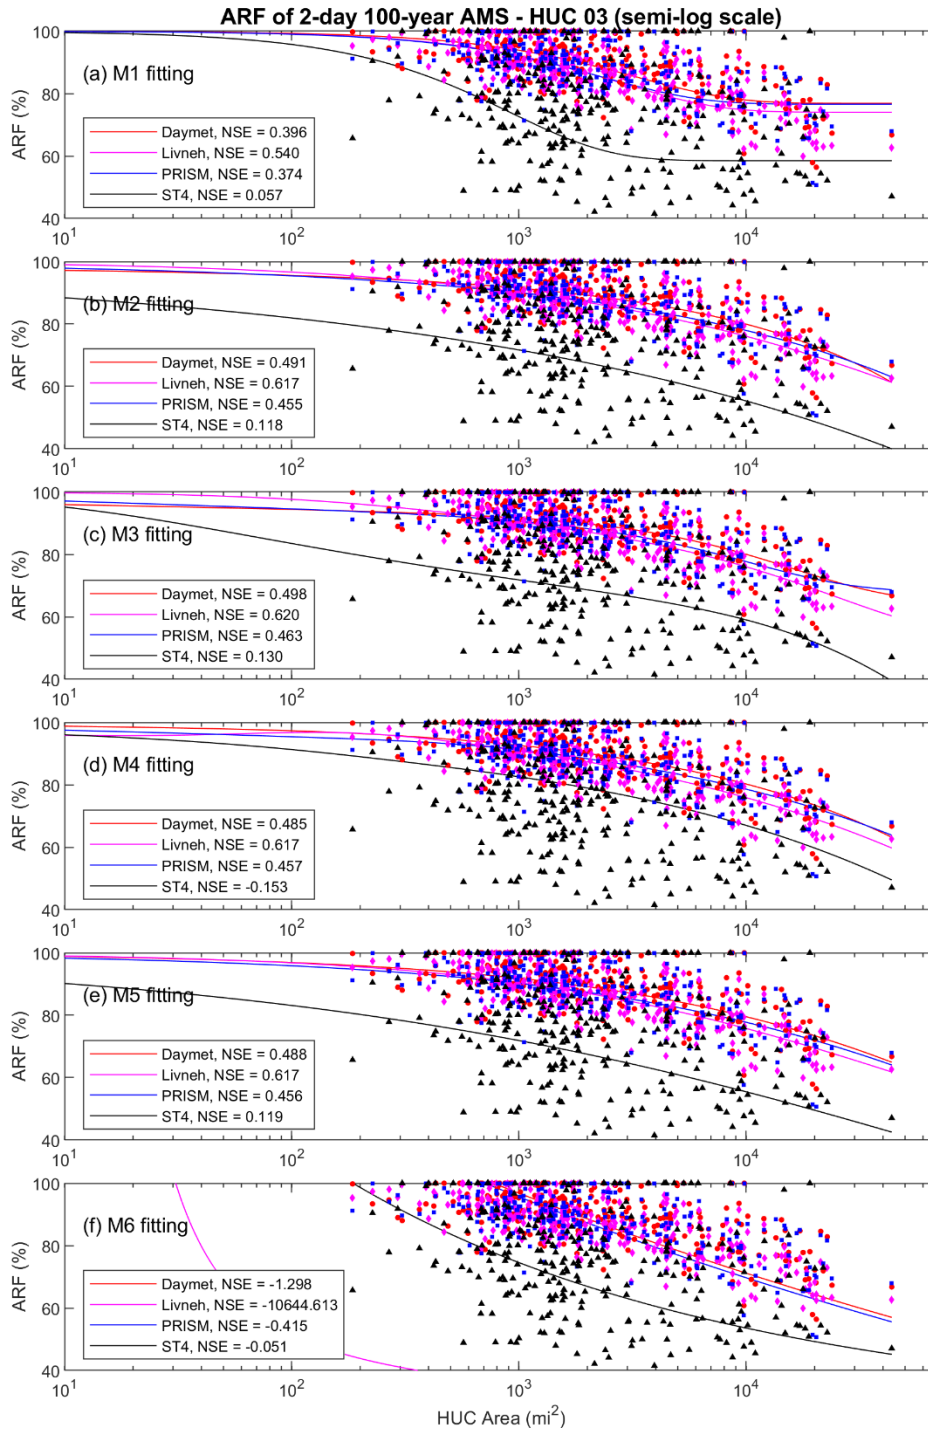 ARF of 2-day 100-year AMS - HUC 03 (semi-log scale)
100
80
60
40
ARF (%)
(a) M1 fitting
Daymet, NSE = 0.396
Livneh, NSE = 0.540
PRISM, NSE = 0.374
ST4, NSE = 0.057
10^1
10^2
10^3
10^4
100
80
60
40
ARF (%)
(b) M2 fitting
Daymet, NSE = 0.491
Livneh, NSE = 0.617
PRISM, NSE = 0.455
ST4, NSE = 0.118
10^1
10^2
10^3
10^4
100
80
60
40
ARF (%)
(c) M3 fitting
Daymet, NSE = 0.498
Livneh, NSE = 0.620
PRISM, NSE = 0.463
ST4, NSE = 0.130
10^1
10^2
10^3
10^4
100
80
60
40
ARF (%)
(d) M4 fitting
Daymet, NSE = 0.485
Livneh, NSE = 0.617
PRISM, NSE = 0.457
ST4, NSE = -0.153
10^1
10^2
10^3
10^4
100
80
60
40
ARF (%)
(e) M5 fitting
Daymet, NSE = 0.488
Livneh, NSE = 0.617
PRISM, NSE = 0.456
ST4, NSE = 0.119
10^1
10^2
10^3
10^4
100
80
60
40
ARF (%)
(f) M6 fitting
Daymet, NSE = -1.298
Livneh, NSE = -10644.613
PRISM, NSE = -0.415
ST4, NSE = -0.051
10^1
10^2
10^3
10^4
HUC Area (mi^2)